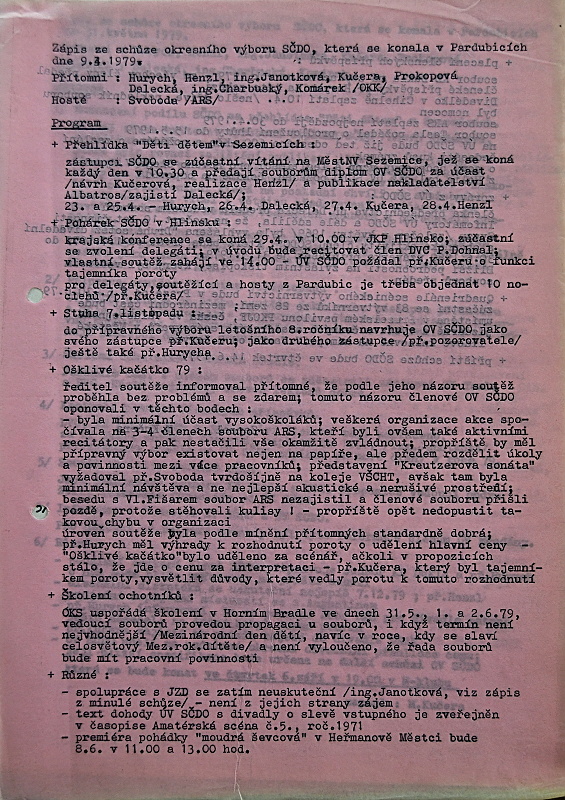 Zápis ze schůze okresního výboru SČDO, která se konala v Pardubicích
dne 9.4.1979.
Přítomni : Hurych, Henzl, ing.Janotková, Kučera, Prokopová
Dalecká, ing.Charbuský, Komárek /OKK/
Hosté : Svoboda /ARS/
Program
+ Přehlídka "Děti dětem"v Sezemicích :
zástupci SČDO se zúčastní vítání na MěstNV Sezemice, jež se koná
každý den v 10.30 a předají souborům diplom OV SČDO za účast
/návrh Kučerová, realizace Henzl/ a publikace nakladatelství
Albatros/zajistí Dalecká/;
23. a 25.4. - Hurych, 26.4. Dalecká, 27.4. Kučera, 28.4.Henzl
+ Pohárek SČDO v Hlinsku :
krajská konference se koná 29.4. v 10.00 v JKP Hlinsko; zúčastní
se zvolení delegáti; v úvodu bude recitovat člen DVC P.Dohnal;
vlastní soutěž zahájí ve 14.00 - ÚV SČDO požádal př.Kučeru o funkci
tajemníka poroty
pro delegáty,soutěžící a hosty z Pardubic je třeba objednat 10 no-
clenů /př.Kučera/
+ Stuha 7.listopadu :
do přípravného výboru letošního 8.ročníku navrhuje OV SČDO jako
svého zástupce př.Kučeru; jako druhého zástupce /př.pozorovatele/
ještě také př.Hurycha.
+ Ošklivé kačátko 79 :
ředitel soutěže informoval přítomné, že podle jeho názoru soutěž
proběhla bez problémů a se zdarem; tomuto názoru členové OV SČDO
oponovali v těchto bodech :
- byla minimální účast vysokoškoláků; veškerá organizace akce spo-
čívala na 3-4 členech souboru ARS, kteří byli ovšem také aktivními
recitátory a pak nestačili vše okamžitě zvládnout; propříště by měl
přípravný výbor existovat nejen na papíře, ale předem rozdělit úkoly
a povinnosti mezi více pracovníků; představení "Kreutzerova sonáta"
vyžadoval př.Svoboda tvrdošíjně na koleje VŠCHT, avšak tam byla
minimální návštěva a ne nejlepší akustické a nerušivé prostředí;
besedu s Vl.Fišarem soubor ARS nezajistil a členové souboru přišli
pozdě, protože stěhovali kulisy ! - propříště opět nedopustit ta-
kovou chybu v organizaci
úroven soutěže byla podle mínění přítomných standardně dobrá;
př.Hurych měl výhrady k rozhodnutí poroty o udělení hlavní ceny -
"Ošklivé kačátko"bylo uděleno za scénář, ačkoli v propozicích
stálo, že jde o cenu za interpretaci - př.Kučera, který byl tajemní-
kem poroty,vysvětlil důvody, které vedly porotu k tomuto rozhodnutí
+ Školení ochotníků :
OKS uspořádá školení v Horním Bradle ve dnech 31.5., 1. a 2.6.79,
vedoucí souborů provedou propagaci u souborů, i když termín není
nejvhodnější /Mezinárodní den dětí, navíc v roce, kdy se slaví
celosvětový Mez.rok.dítěte/ a není vyloučeno, že řada souborů
bude mít pracovní povinnosti
+ Různé :
- spolupráce s JZD se zatím neuskuteční /ing.Janotková, viz zápis
z minulé schůze/ - není z jejich strany zájem
- text dohody ÚV SČDO s divadly o slevě vstupného je zveřejněn
v časopise Amatérská scéna č.5., roč.1971
- premiéra pohádky "moudrá ševcová" v Heřmanově Městci bude
8.6. v 11.00 a 13.00 hod.